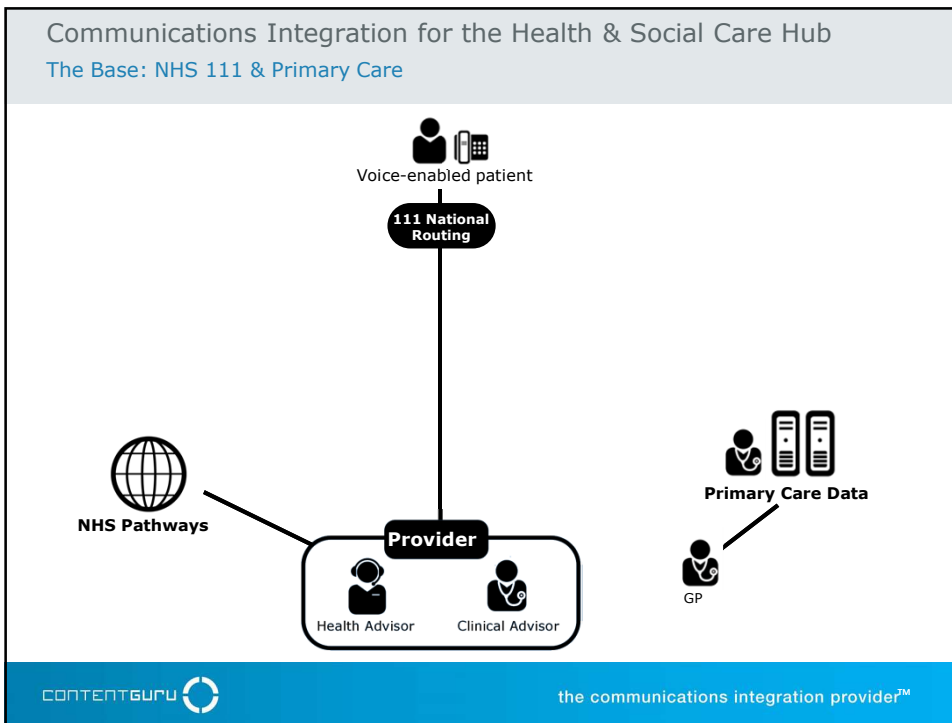 Communications Integration for the Health & Social Care Hub
The Base: NHS 111 & Primary Care
Voice-enabled patient
111 National
Routing
NHS Pathways
Primary Care Data
GP
Provider
Health Advisor
Clinical Advisor
CONTENTGURU
the communications integration provider™